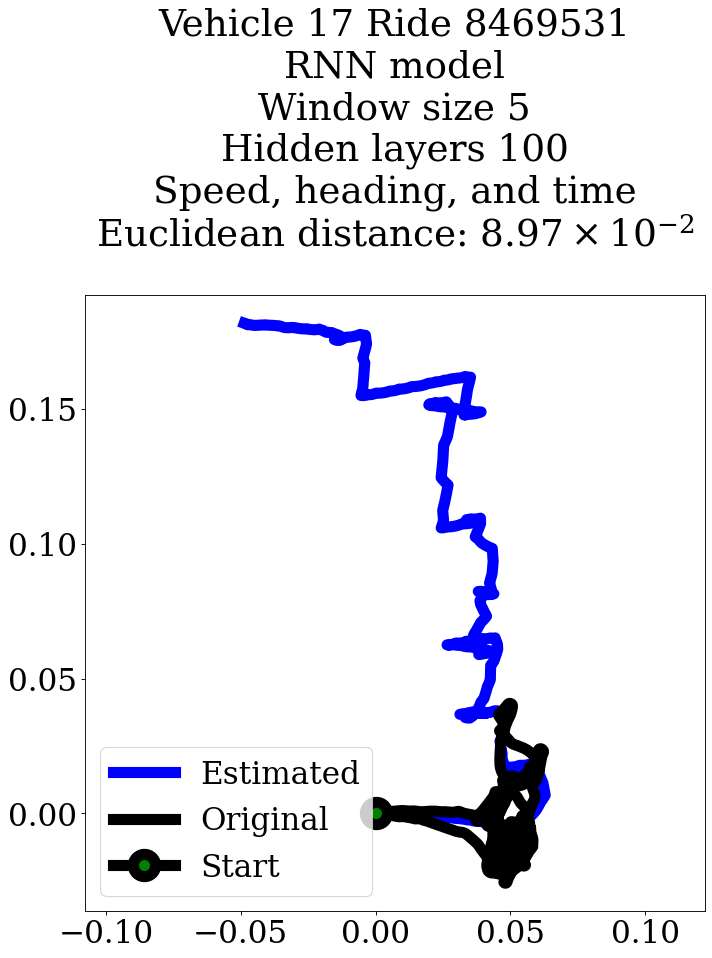 Vehicle 17 Ride 8469531
RNN model
Window size 5
Hidden layers 100
Speed, heading, and time
Euclidean distance: 8.97 × 10⁻²
0.15
0.10
0.05
0.00
Estimated
Original
Start
−0.10 −0.05 0.00 0.05 0.10